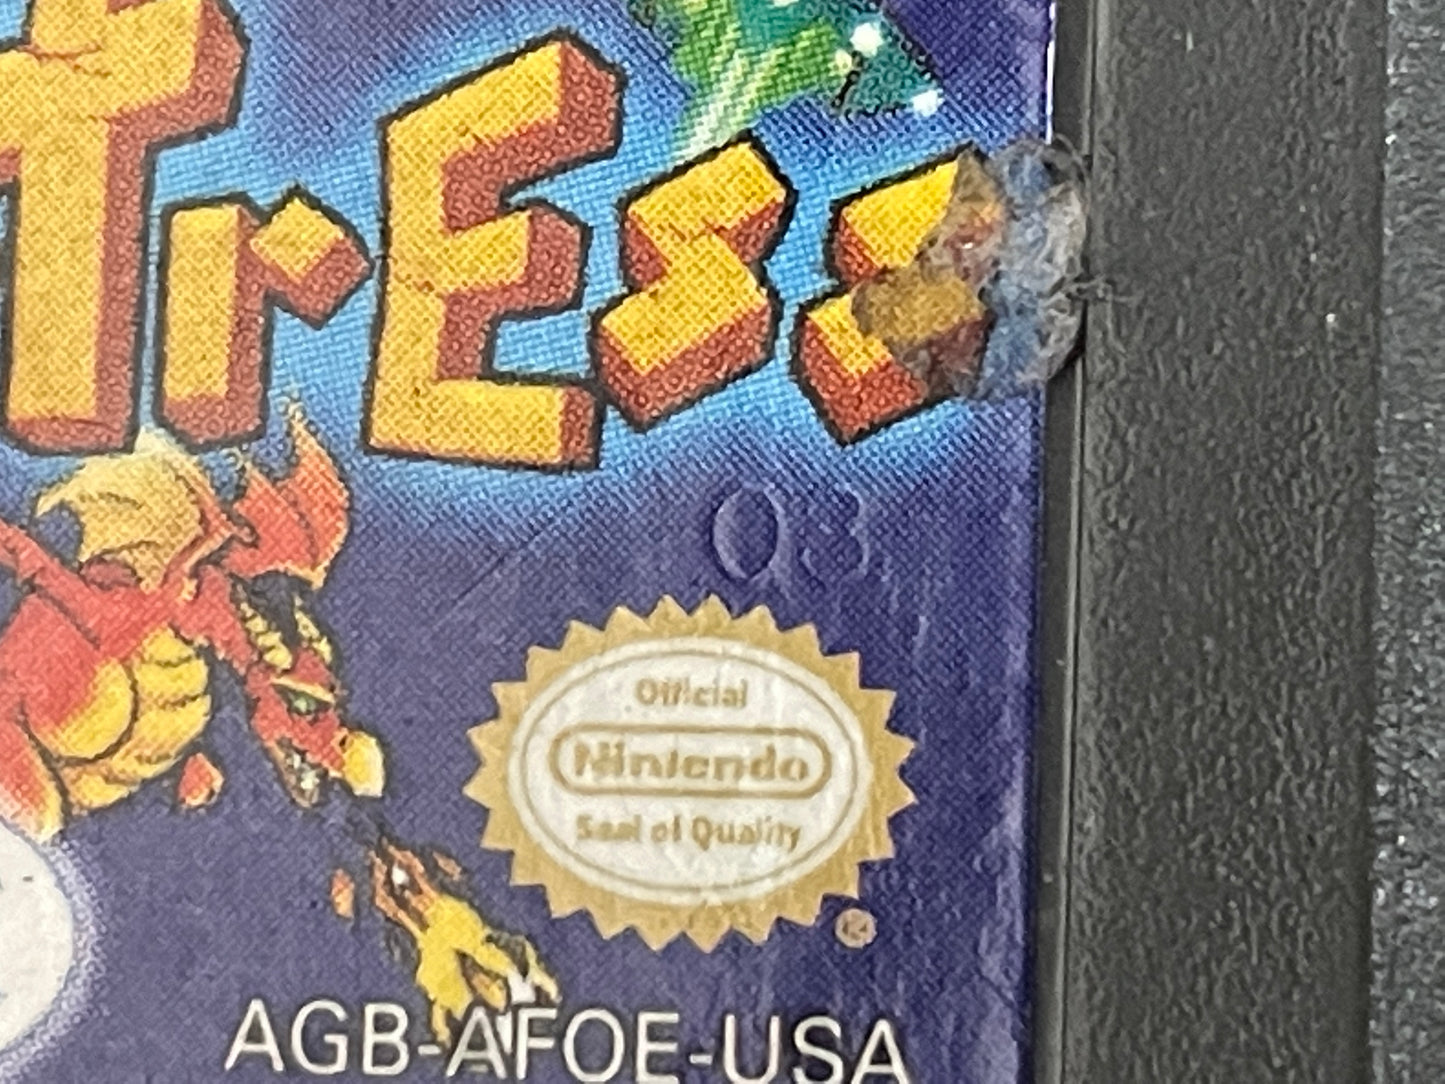 trEss
03
Official
Nintendo
Seal of Quality
AGB-AFOE-USA